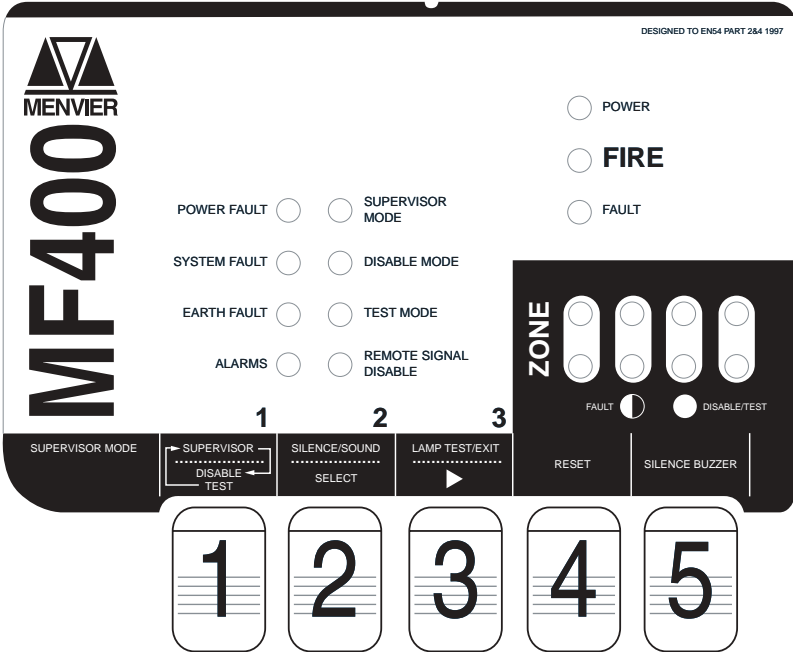 DESIGNED TO EN54 PART 2&4 1997
MENVIER
MF400
POWER
FIRE
FAULT
POWER FAULT
SUPERVISOR
MODE
SYSTEM FAULT
DISABLE MODE
EARTH FAULT
TEST MODE
ALARMS
REMOTE SIGNAL
DISABLE
ZONE
FAULT
DISABLE/TEST
1
2
3
SUPERVISOR MODE
SUPERVISOR
DISABLE
TEST
SILENCE/SOUND
SELECT
LAMP TEST/EXIT
RESET
SILENCE BUZZER
1
2
3
4
5